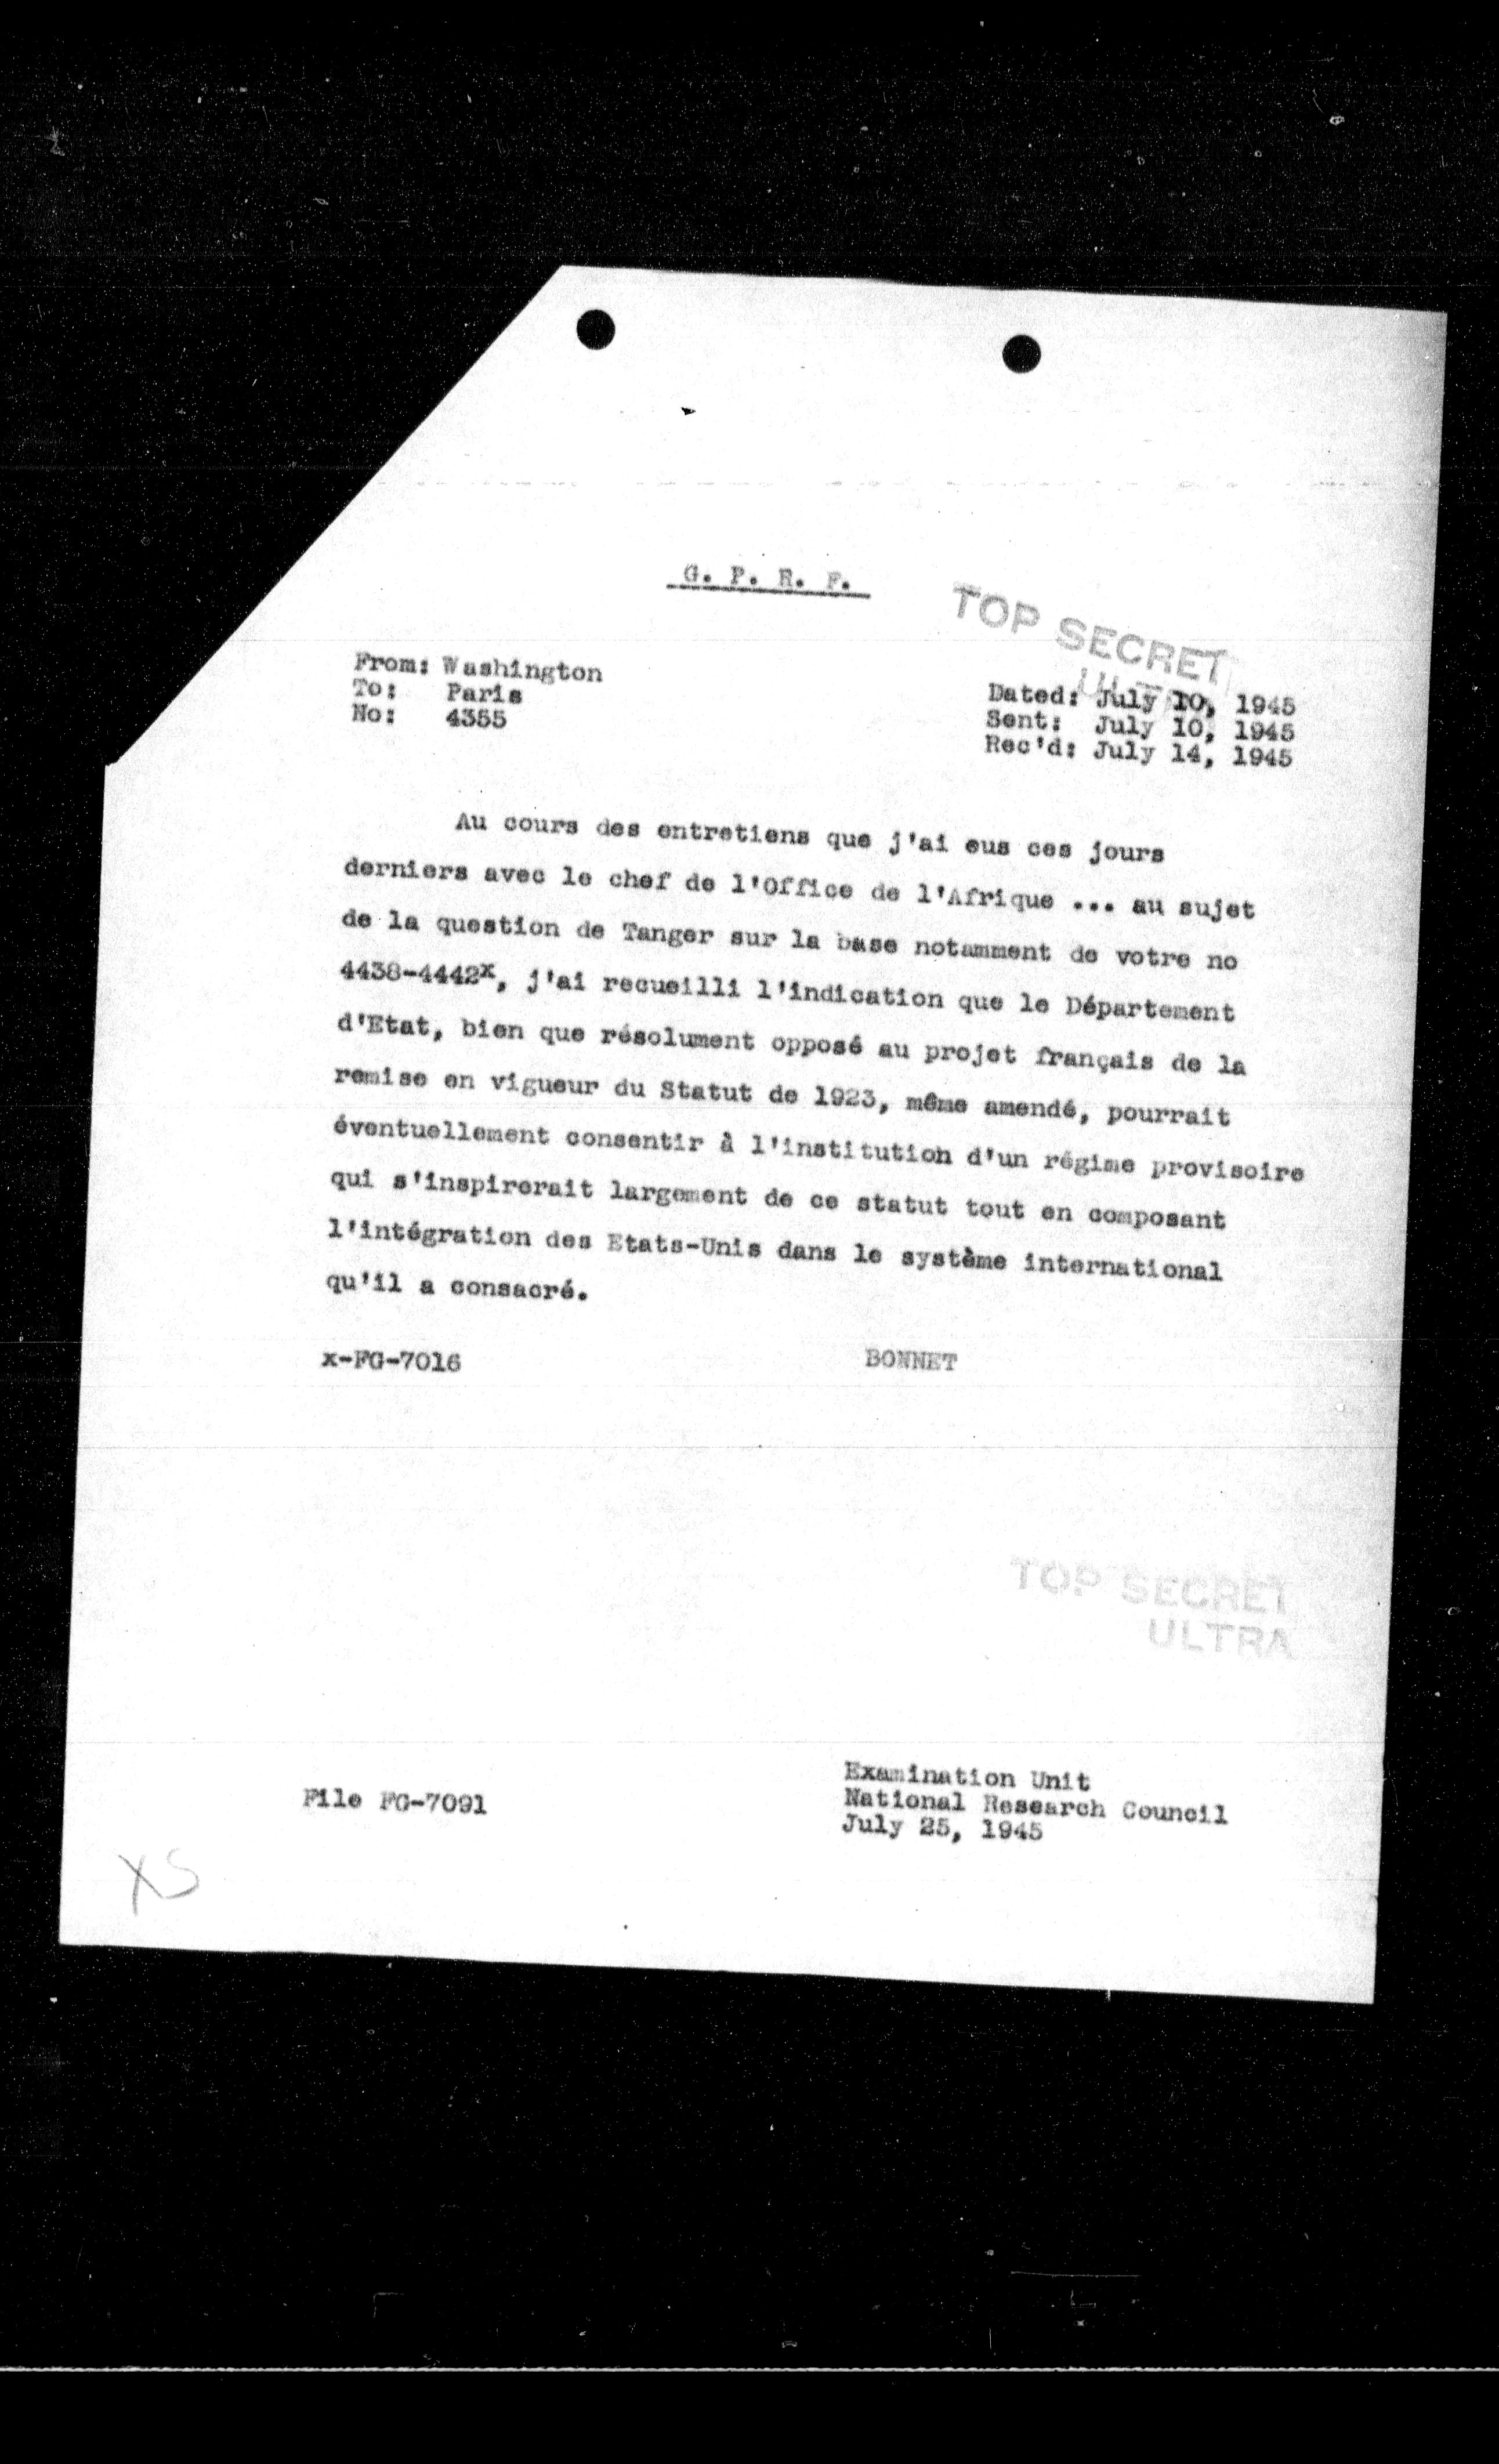 G. P. R. F.
TOP SECRET
ULTRA
From: Washington
To: Paris
No: 4355
Dated: July 10, 1945
Sent: July 10, 1945
Rec'd: July 14, 1945
Au cours des entretiens que j'ai eus ces jours
derniers avec le chef de l'Office de l'Afrique ... au sujet
de la question de Tanger sur la base notamment de votre no
4438-4442x, j'ai recueilli l'indication que le Département
d'Etat, bien que résolument opposé au projet français de la
remise en vigueur du Statut de 1923, même amendé, pourrait
éventuellement consentir à l'institution d'un régime provisoire
qui s'inspirerait largement de ce statut tout en composant
l'intégration des Etats-Unis dans le système international
qu'il a consacré.
x-FG-7016
BONNET
TOP SECRET
ULTRA
File FG-7091
Examination Unit
National Research Council
July 25, 1945
XS